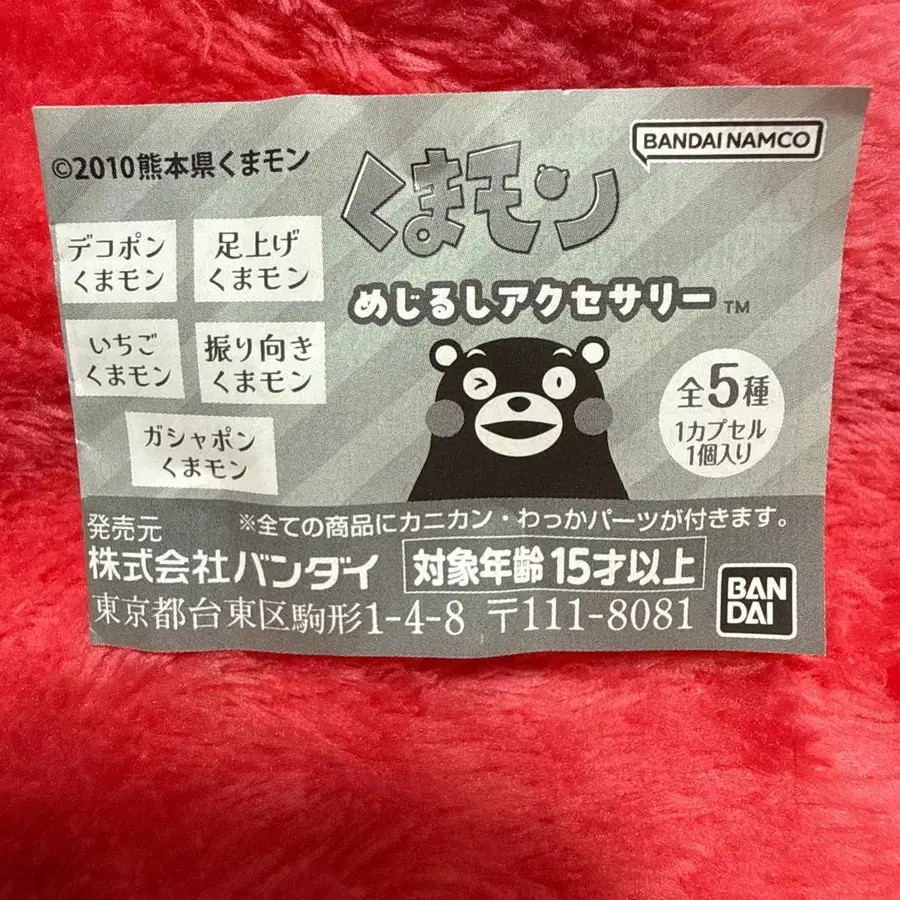 ©2010熊本県くまモン
くまモン
BANDAI NAMCO
めじるしアクセサリー™
デコポン
くまモン
足上げ
くまモン
いちご
くまモン
振り向き
くまモン
ガシャポン
くまモン
全5種
1カプセル
1個入り
※全ての商品にカニカン・わっかパーツが付きます。
発売元
株式会社バンダイ
対象年齢15才以上
東京都台東区駒形1-4-8 〒111-8081
BAN
DAI